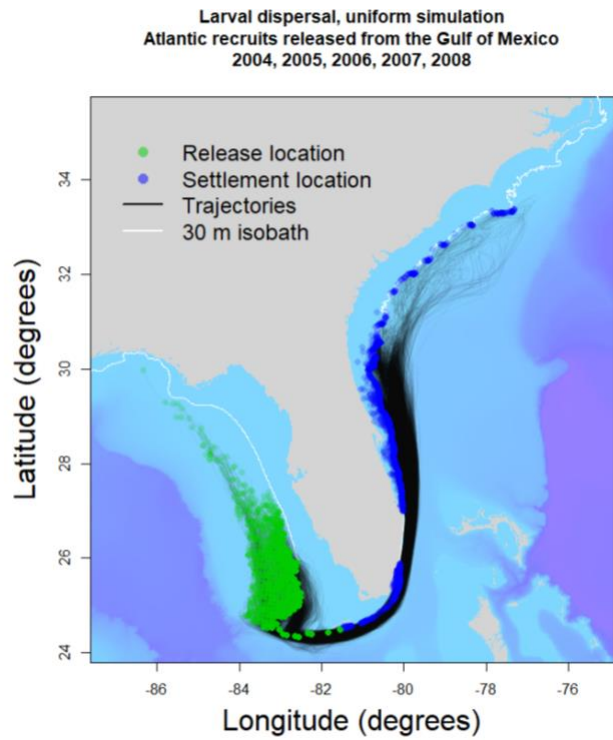 Larval dispersal, uniform simulation
Atlantic recruits released from the Gulf of Mexico
2004, 2005, 2006, 2007, 2008
Release location
Settlement location
Trajectories
30 m isobath
34
32
30
28
26
24
Latitude (degrees)
-86 -84 -82 -80 -78 -76
Longitude (degrees)